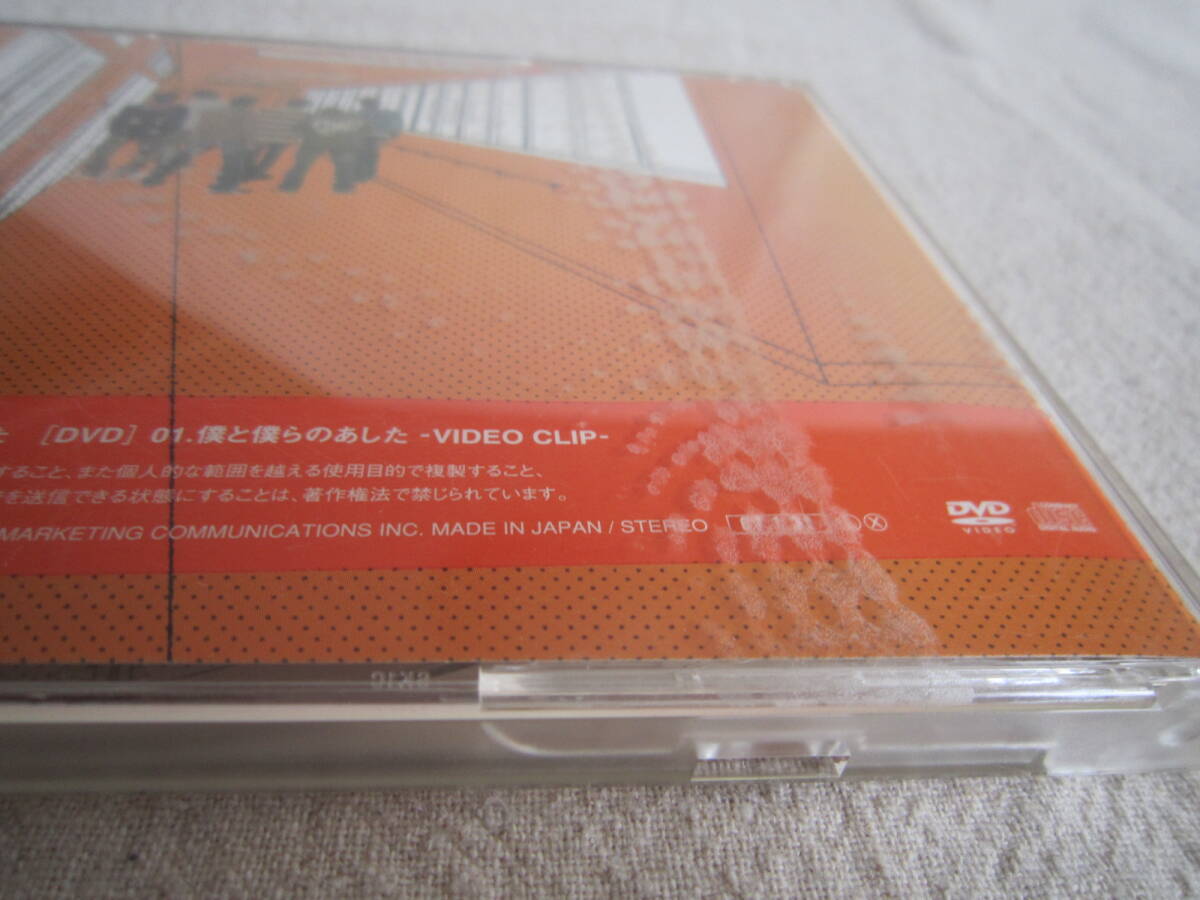 [DVD] 01.僕と僕らのあした -VIDEO CLIP-
すること、また個人的な範囲を越える使用目的で複製すること、
を送信できる状態にすることは、著作権法で禁じられています。
MARKETING COMMUNICATIONS INC. MADE IN JAPAN / STEREO Ⓧ
DVD
VIDEO